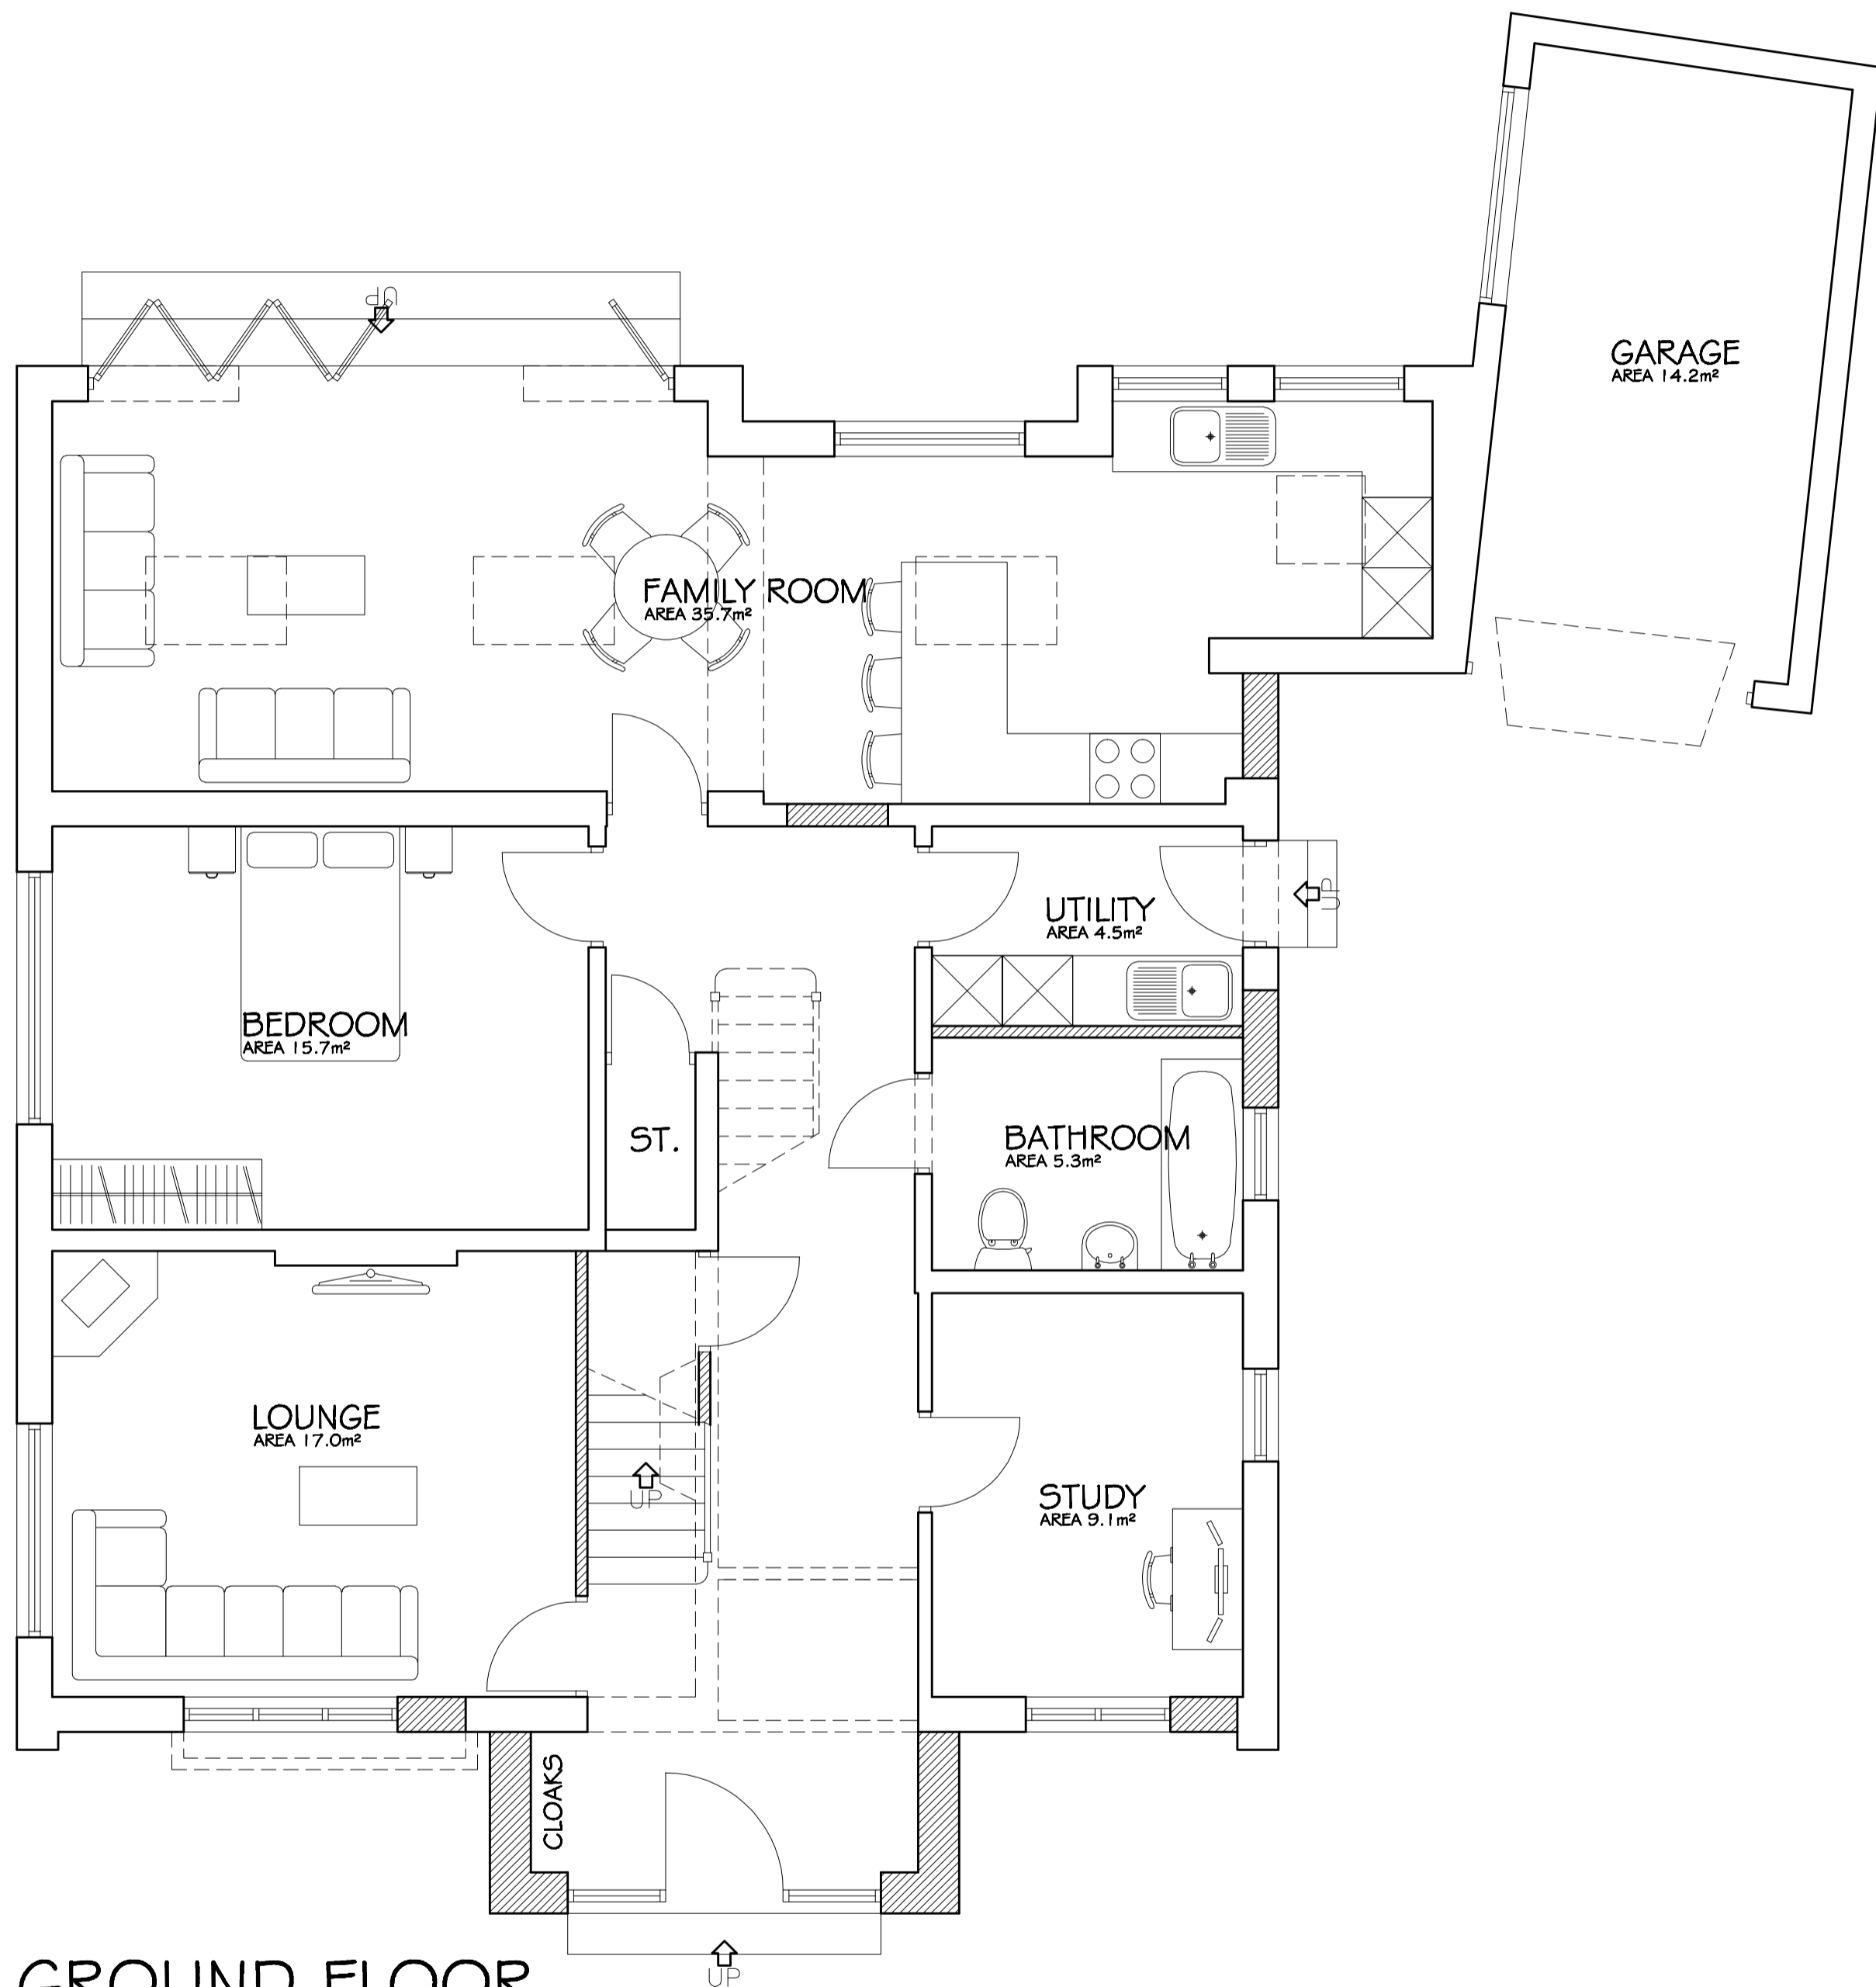 GARAGE
AREA 14.2m²
UP
FAMILY ROOM
AREA 35.7m²
UTILITY
AREA 4.5m²
UP
BEDROOM
AREA 15.7m²
ST.
BATHROOM
AREA 5.3m²
LOUNGE
AREA 17.0m²
UP
STUDY
AREA 9.1m²
CLOAKS
UP
GROUND FLOOR